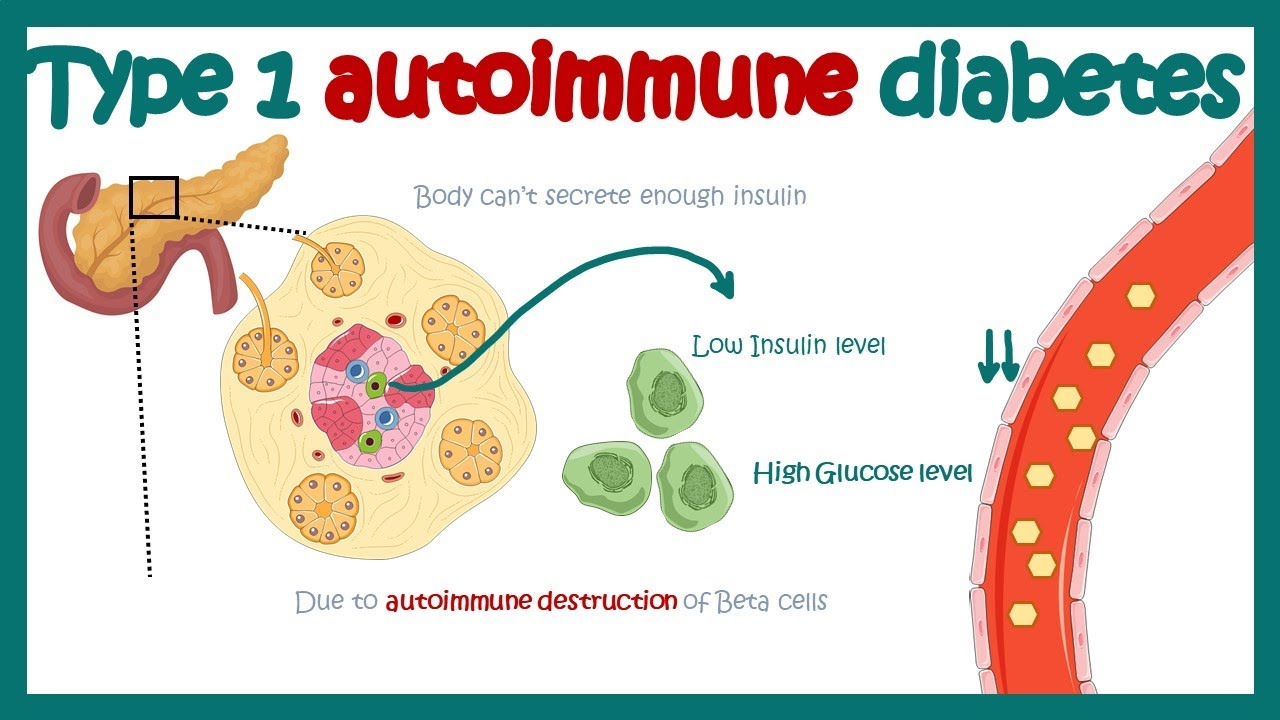 Type 1 autoimmune diabetes
Body can't secrete enough insulin
Low Insulin level
High Glucose level
Due to autoimmune destruction of Beta cells